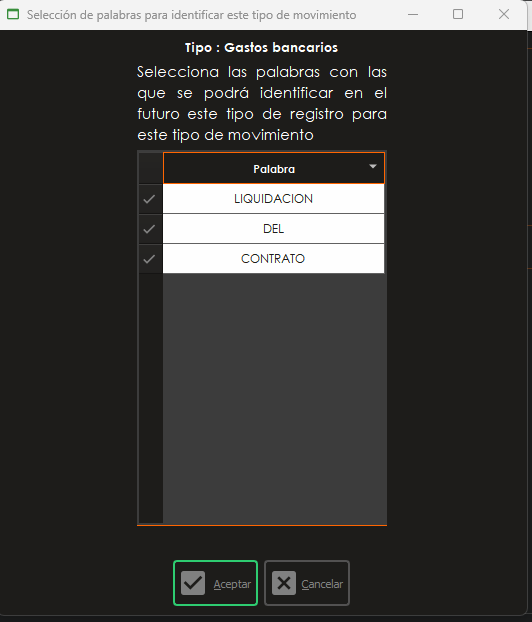 Selección de palabras para identificar este tipo de movimiento
Tipo : Gastos bancarios
Selecciona las palabras con las
que se podrá identificar en el
futuro este tipo de registro para
este tipo de movimiento
Palabra
LIQUIDACION
DEL
CONTRATO
Aceptar
Cancelar